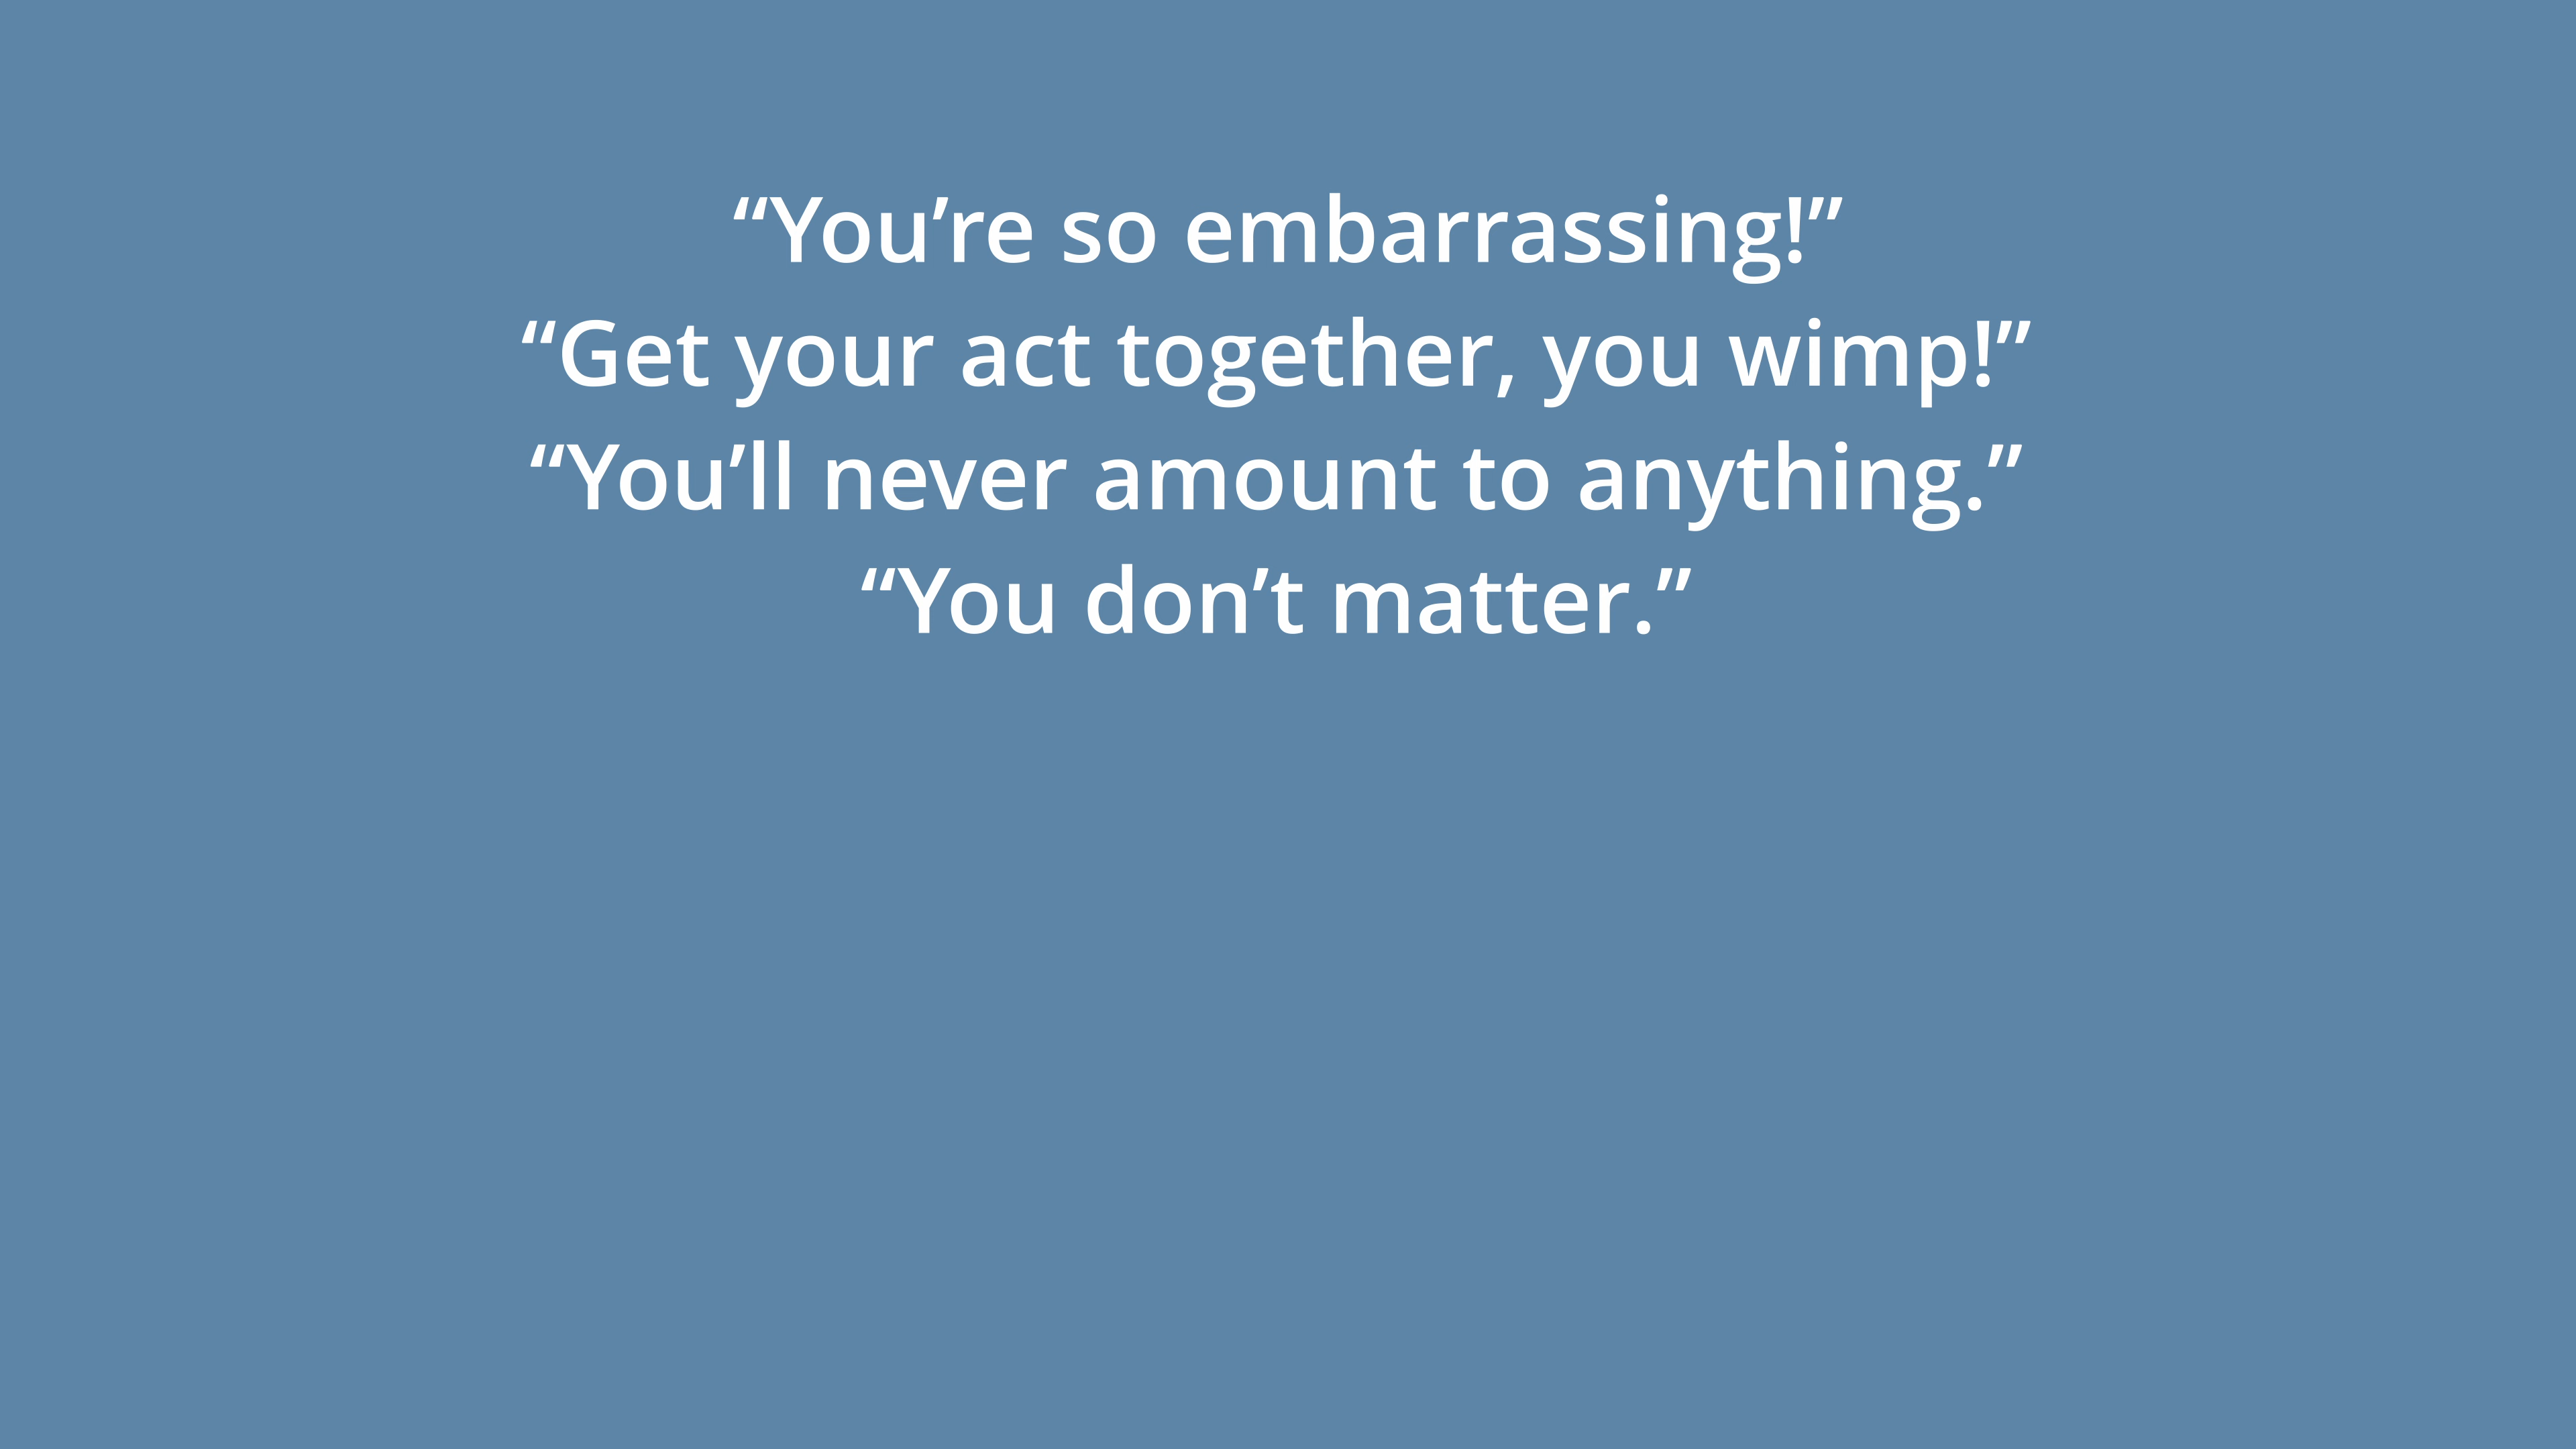 “You’re so embarrassing!”
“Get your act together, you wimp!”
“You’ll never amount to anything.”
“You don’t matter.”